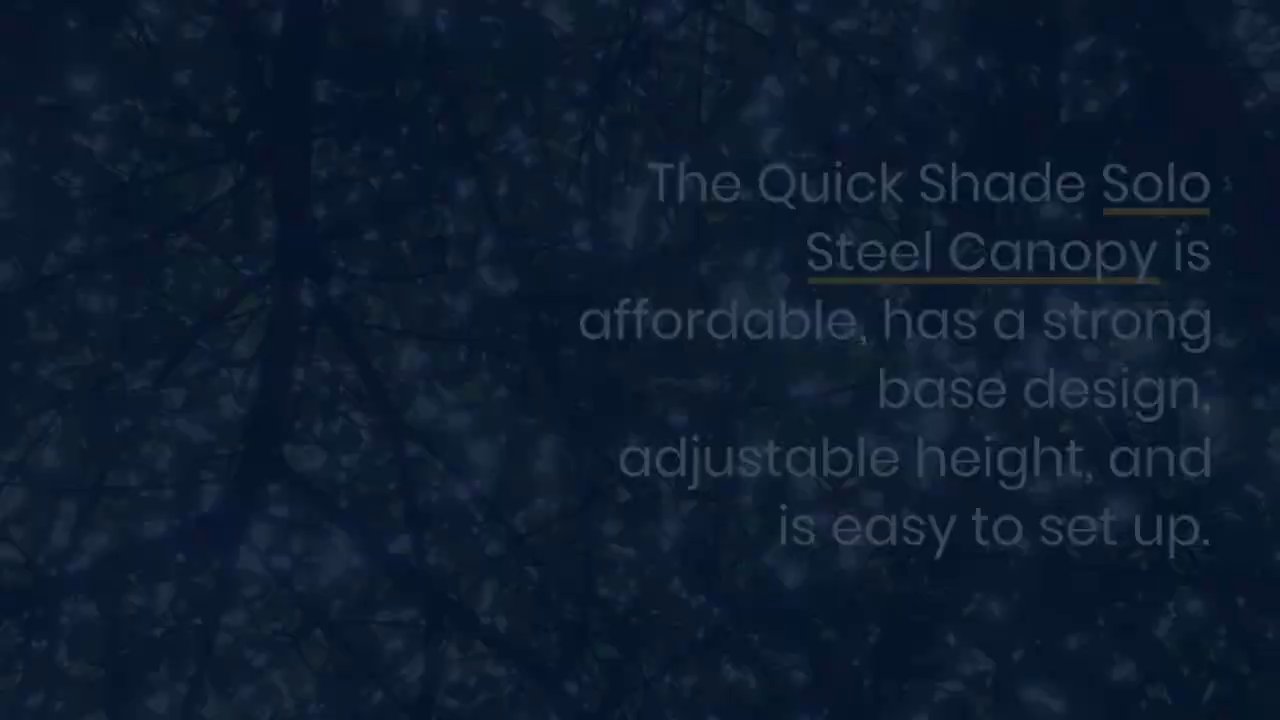 The Quick Shade Solo
Steel Canopy is
affordable, has a strong
base design,
adjustable height, and
is easy to set up.